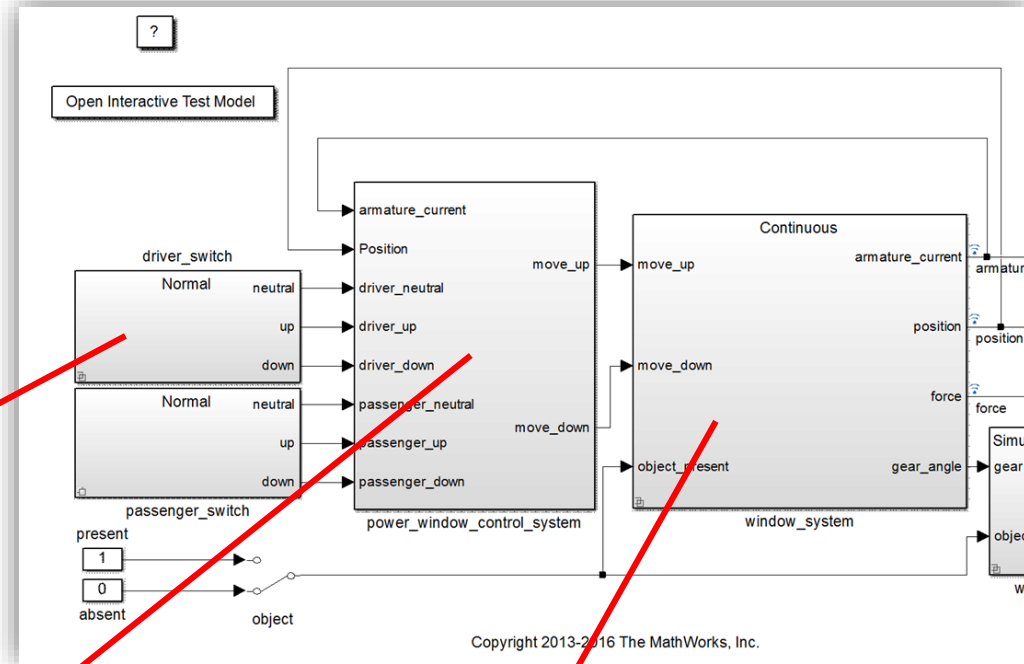 ?
Open Interactive Test Model
driver_switch
Normal
neutral
up
down
Normal
neutral
up
down
passenger_switch
present
1
0
absent
object
armature_current
Position
driver_neutral
driver_up
driver_down
passenger_neutral
passenger_up
passenger_down
move_up
move_down
power_window_control_system
Continuous
move_up
move_down
object_present
armature_current
position
force
gear_angle
window_system
armatur
position
force
Simu
gear
objec
w
Copyright 2013-2016 The MathWorks, Inc.